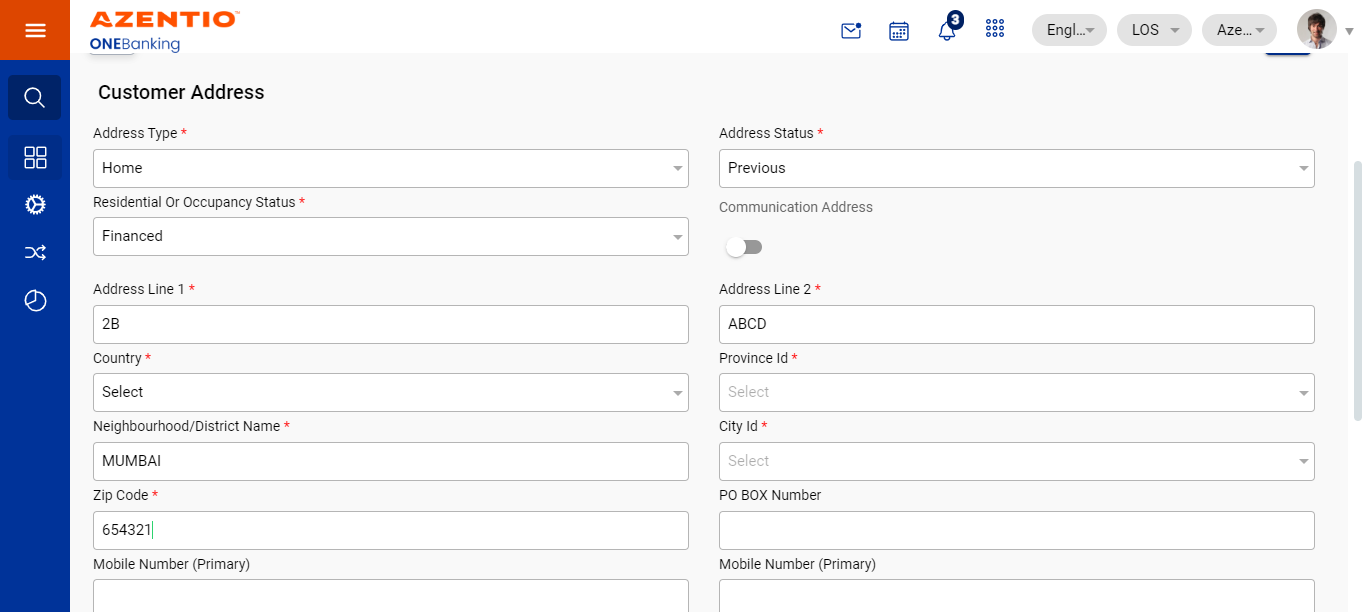 AZENTIO™
ONEBanking
3
Engl...
LOS
Aze...
Customer Address
Address Type *
Address Status *
Home
Previous
Residential Or Occupancy Status *
Communication Address
Financed
Address Line 1 *
Address Line 2 *
2B
ABCD
Country *
Province Id *
Select
Select
Neighbourhood/District Name *
City Id *
MUMBAI
Select
Zip Code *
PO BOX Number
654321
Mobile Number (Primary)
Mobile Number (Primary)